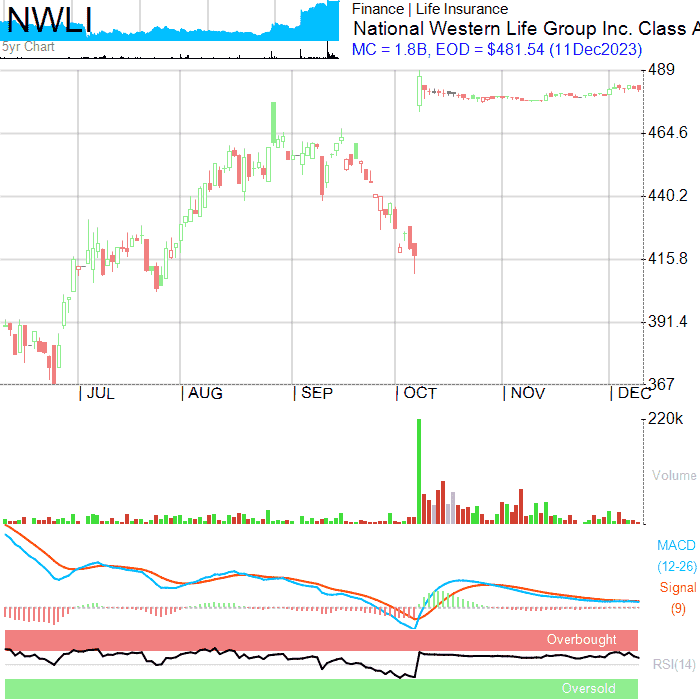 NWLI
5yr Chart
Finance | Life Insurance
National Western Life Group Inc. Class A
MC = 1.8B, EOD = $481.54 (11Dec2023)
489
464.6
440.2
415.8
391.4
367
JUL AUG SEP OCT NOV DEC
220k
Volume
MACD
(12-26)
Signal
(9)
Overbought
RSI(14)
Oversold